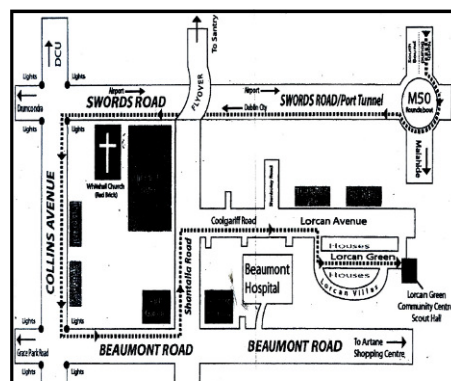 DCU
To Santry
Lights
Lights
Lights
Lights
Drumcondra
Airport
SWORDS ROAD
FLYOVER
Airport
Dublin City
SWORDS ROAD/Port Tunnel
M50
Roundabout
Malahide
COLLINS AVENUE
Whitehall Church
(Red Brick)
Coolgariff Road
Lorcan Avenue
Shantalla Road
Houses
Lorcan Green
Houses
Lorcan Villas
Beaumont
Hospital
Lorcan Green
Community Centre
Scout Hall
Lights
Lights
Grace Park Road
Lights
Lights
BEAUMONT ROAD
BEAUMONT ROAD
To Artane
Shopping Centre